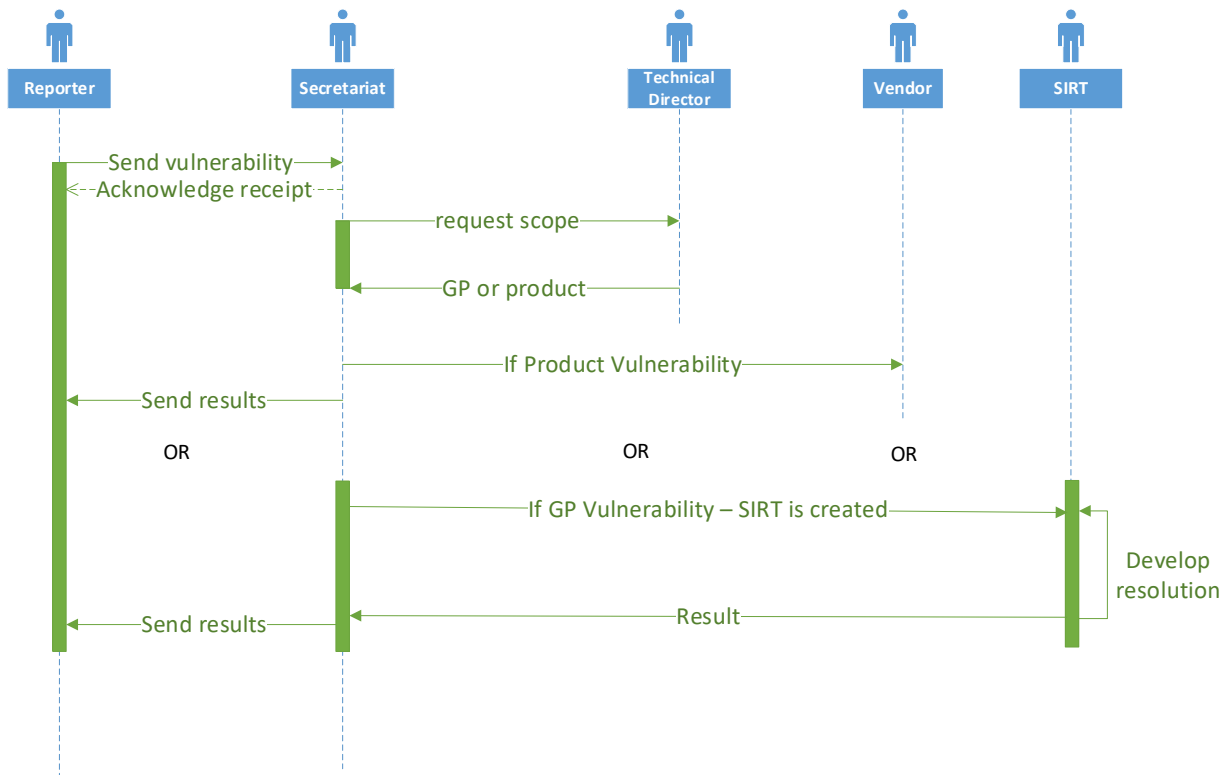 Reporter
Secretariat
Technical
Director
Vendor
SIRT
Send vulnerability
Acknowledge receipt
request scope
GP or product
If Product Vulnerability
Send results
OR
OR
OR
If GP Vulnerability – SIRT is created
Develop
resolution
Result
Send results